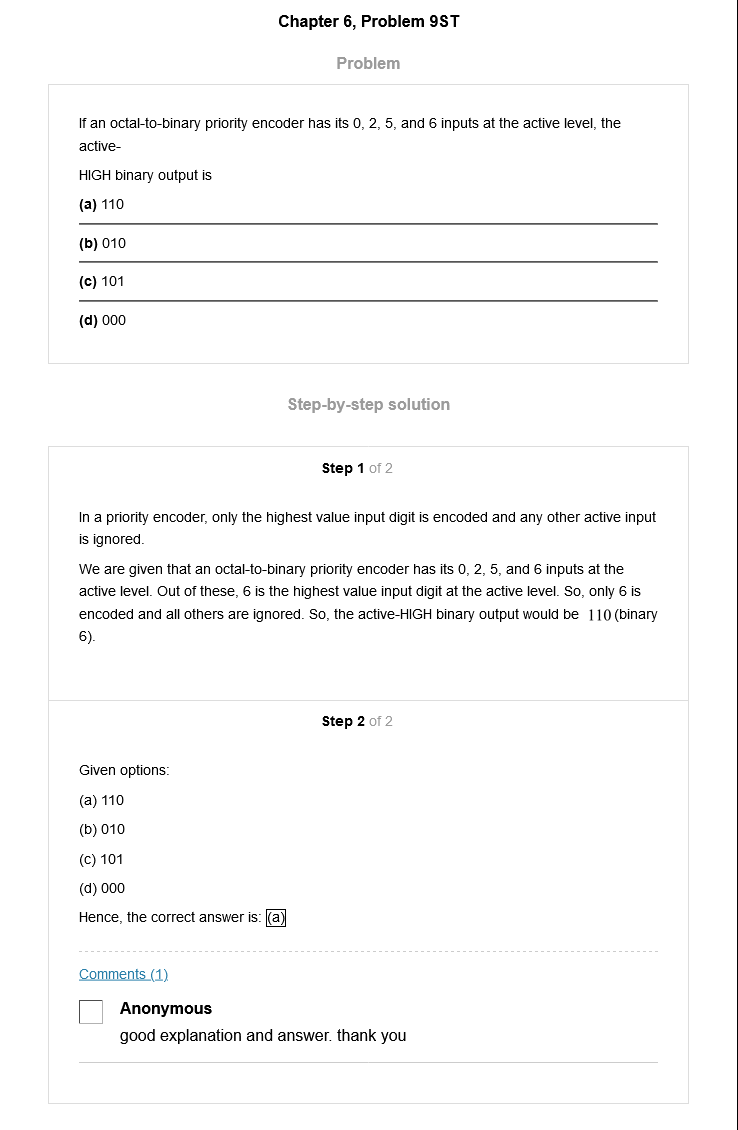 Chapter 6, Problem 9ST
Problem
If an octal-to-binary priority encoder has its 0, 2, 5, and 6 inputs at the active level, the
active-
HIGH binary output is
(a) 110
(b) 010
(c) 101
(d) 000
Step-by-step solution
Step 1 of 2
In a priority encoder, only the highest value input digit is encoded and any other active input
is ignored.
We are given that an octal-to-binary priority encoder has its 0, 2, 5, and 6 inputs at the
active level. Out of these, 6 is the highest value input digit at the active level. So, only 6 is
encoded and all others are ignored. So, the active-HIGH binary output would be 110 (binary
6).
Step 2 of 2
Given options:
(a) 110
(b) 010
(c) 101
(d) 000
Hence, the correct answer is: (a)
Comments (1)
Anonymous
good explanation and answer. thank you